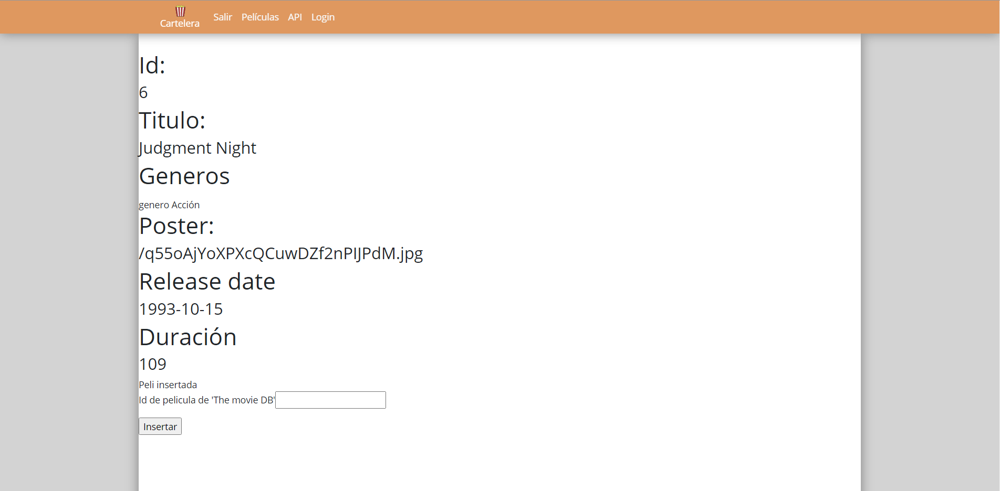 Cartelera
Salir
Películas
API
Login
Id:
6
Titulo:
Judgment Night
Generos
genero Acción
Poster:
/q55oAjYoXPXcQCuwDZf2nPIJPdM.jpg
Release date
1993-10-15
Duración
109
Peli insertada
Id de pelicula de 'The movie DB'
Insertar